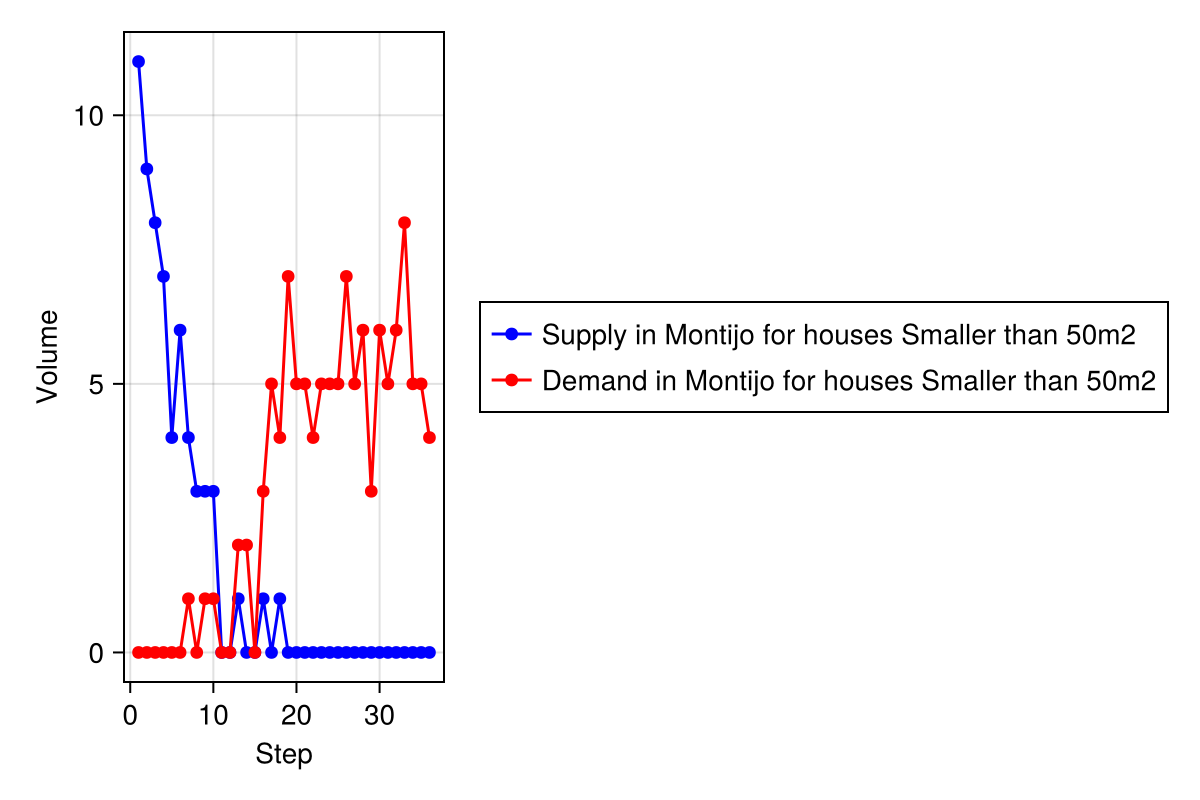 10
5
0
Volume
0 10 20 30
Step
Supply in Montijo for houses Smaller than 50m2
Demand in Montijo for houses Smaller than 50m2